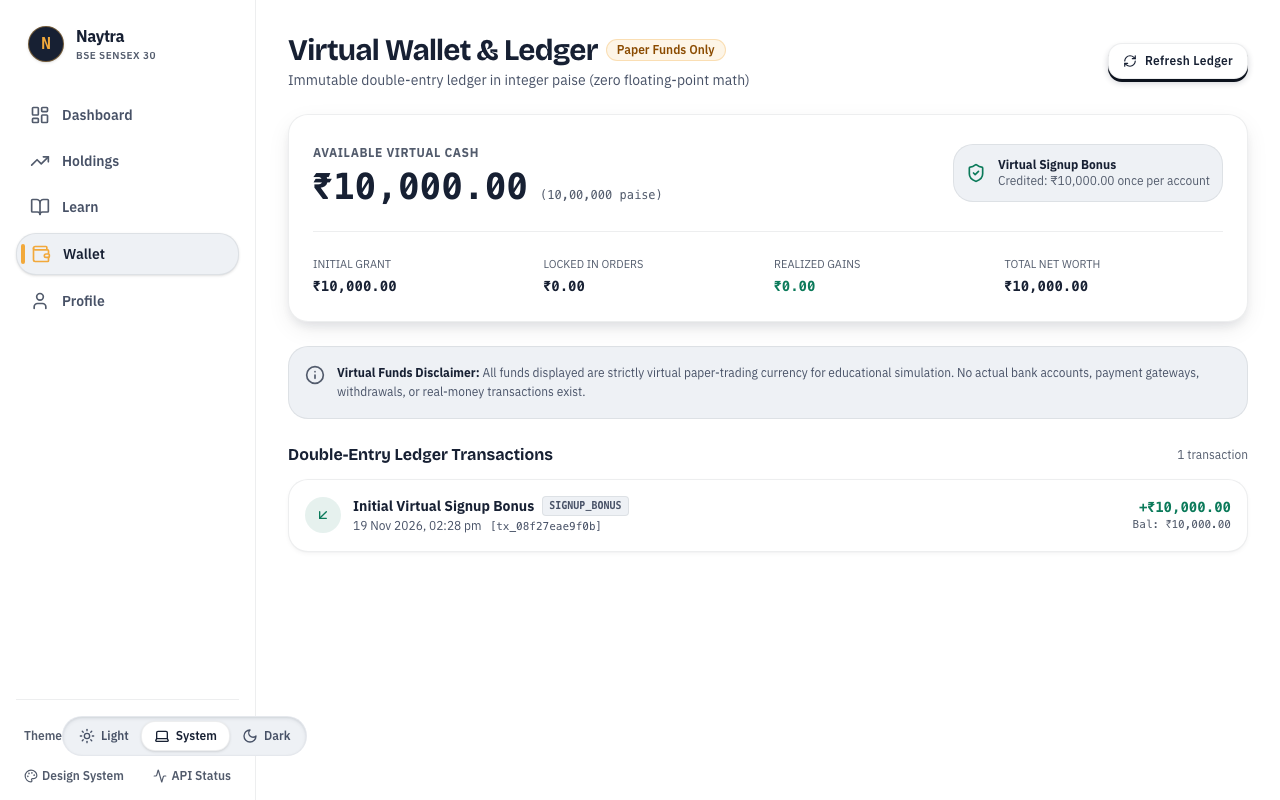 N
Naytra
BSE SENSEX 30
Dashboard
Holdings
Learn
Wallet
Profile
Theme
Light
System
Dark
Design System
API Status
Virtual Wallet & Ledger
Paper Funds Only
Immutable double-entry ledger in integer paise (zero floating-point math)
Refresh Ledger
AVAILABLE VIRTUAL CASH
₹10,000.00 (10,00,000 paise)
Virtual Signup Bonus
Credited: ₹10,000.00 once per account
INITIAL GRANT
₹10,000.00
LOCKED IN ORDERS
₹0.00
REALIZED GAINS
₹0.00
TOTAL NET WORTH
₹10,000.00
Virtual Funds Disclaimer: All funds displayed are strictly virtual paper-trading currency for educational simulation. No actual bank accounts, payment gateways,
withdrawals, or real-money transactions exist.
Double-Entry Ledger Transactions
1 transaction
Initial Virtual Signup Bonus SIGNUP_BONUS
19 Nov 2026, 02:28 pm [tx_08f27eae9f0b]
+₹10,000.00
Bal: ₹10,000.00